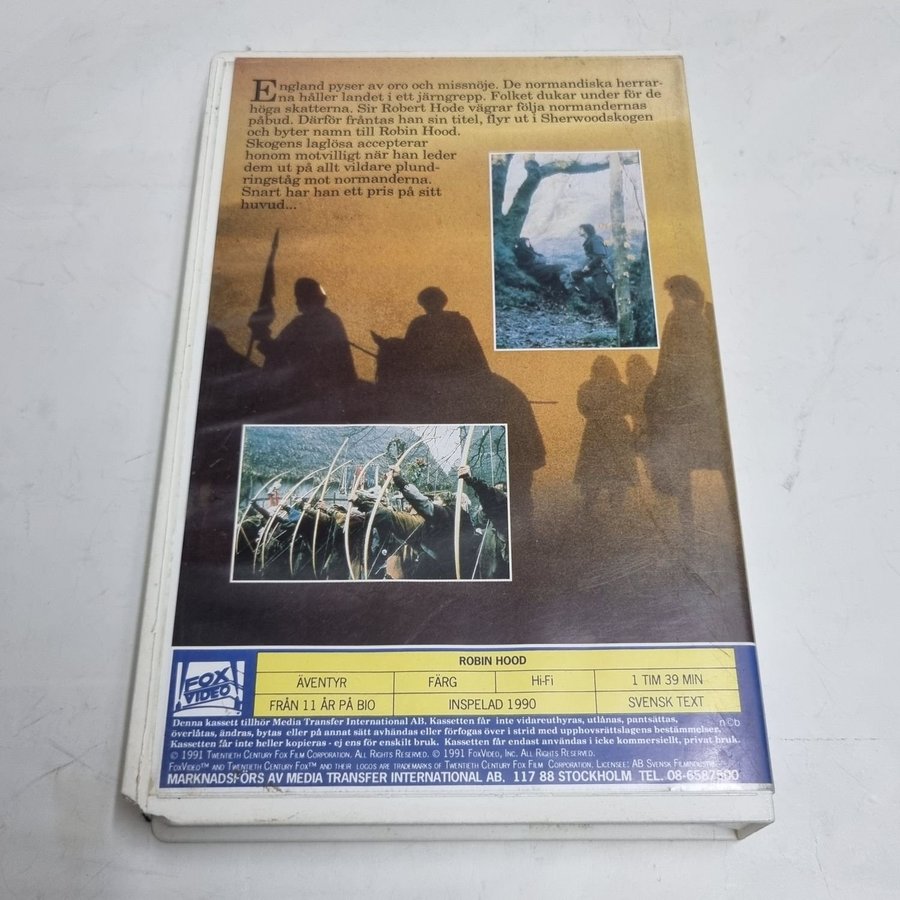 England pyser av oro och missnöje. De normandiska herrar-
na håller landet i ett järngrepp. Folket dukar under för de
höga skatterna. Sir Robert Hode vägrar följa normandernas
påbud. Därför fråntas han sin titel, flyr ut i Sherwoodskogen
och byter namn till Robin Hood.
Skogens laglösa accepterar
honom motvilligt när han leder
dem ut på allt vildare plund-
ringståg mot normanderna.
Snart har han ett pris på sitt
huvud...
FOX
VIDEO
ROBIN HOOD
ÄVENTYR FÄRG Hi-Fi 1 TIM 39 MIN
FRÅN 11 ÅR PÅ BIO INSPELAD 1990 SVENSK TEXT
Denna kassett tillhör Media Transfer International AB. Kassetten får inte vidareuthyras, utlånas, pantsättas, n©b
överlåtas, ändras, bytas eller på annat sätt avhändas eller förfogas över i strid med upphovsrättslagens bestämmelser.
Kassetten får inte heller kopieras - ej ens för enskilt bruk. Kassetten får endast användas i icke kommersiellt, privat bruk.
© 1991 TWENTIETH CENTURY FOX FILM CORPORATION. ALL RIGHTS RESERVED. © 1991 FOXVIDEO, INC. ALL RIGHTS RESERVED.
FOXVIDEO™ AND TWENTIETH CENTURY FOX™ AND THEIR LOGOS ARE TRADEMARKS OF TWENTIETH CENTURY FOX FILM CORPORATION. LICENSEE: AB SVENSK
MARKNADSFÖRS AV MEDIA TRANSFER INTERNATIONAL AB. 117 88 STOCKHOLM TEL. 08-6587500